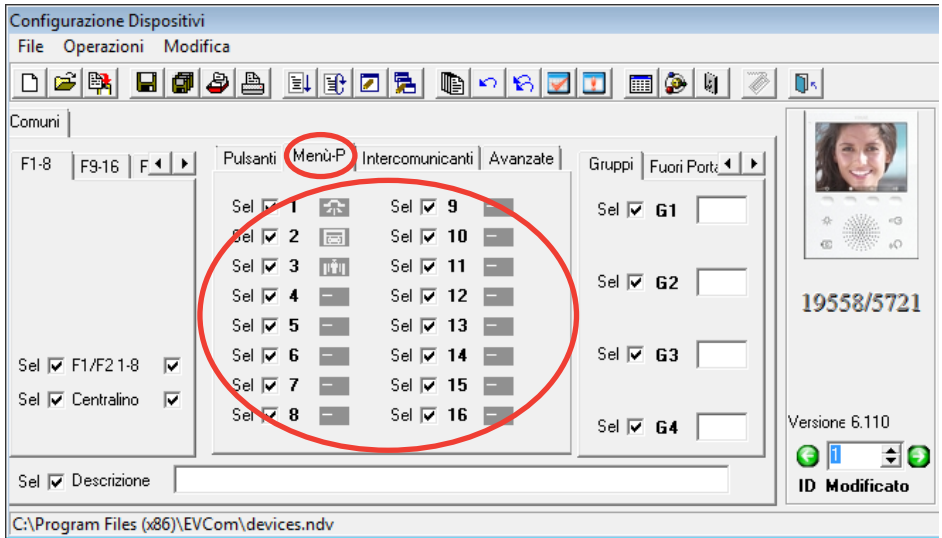 Configurazione Dispositivi
File Operazioni Modifica
Comuni
F1-8 F9-16 F
Sel F1/F2 1-8
Sel Centralino
Pulsanti Menù-P Intercomunicanti Avanzate
Sel 1 Sel 9
Sel 2 Sel 10
Sel 3 Sel 11
Sel 4 Sel 12
Sel 5 Sel 13
Sel 6 Sel 14
Sel 7 Sel 15
Sel 8 Sel 16
Gruppi Fuori Porta
Sel G1
Sel G2
Sel G3
Sel G4
19558/5721
Versione 6.110
1
ID Modificato
Sel Descrizione
C:\Program Files (x86)\EVCom\devices.ndv